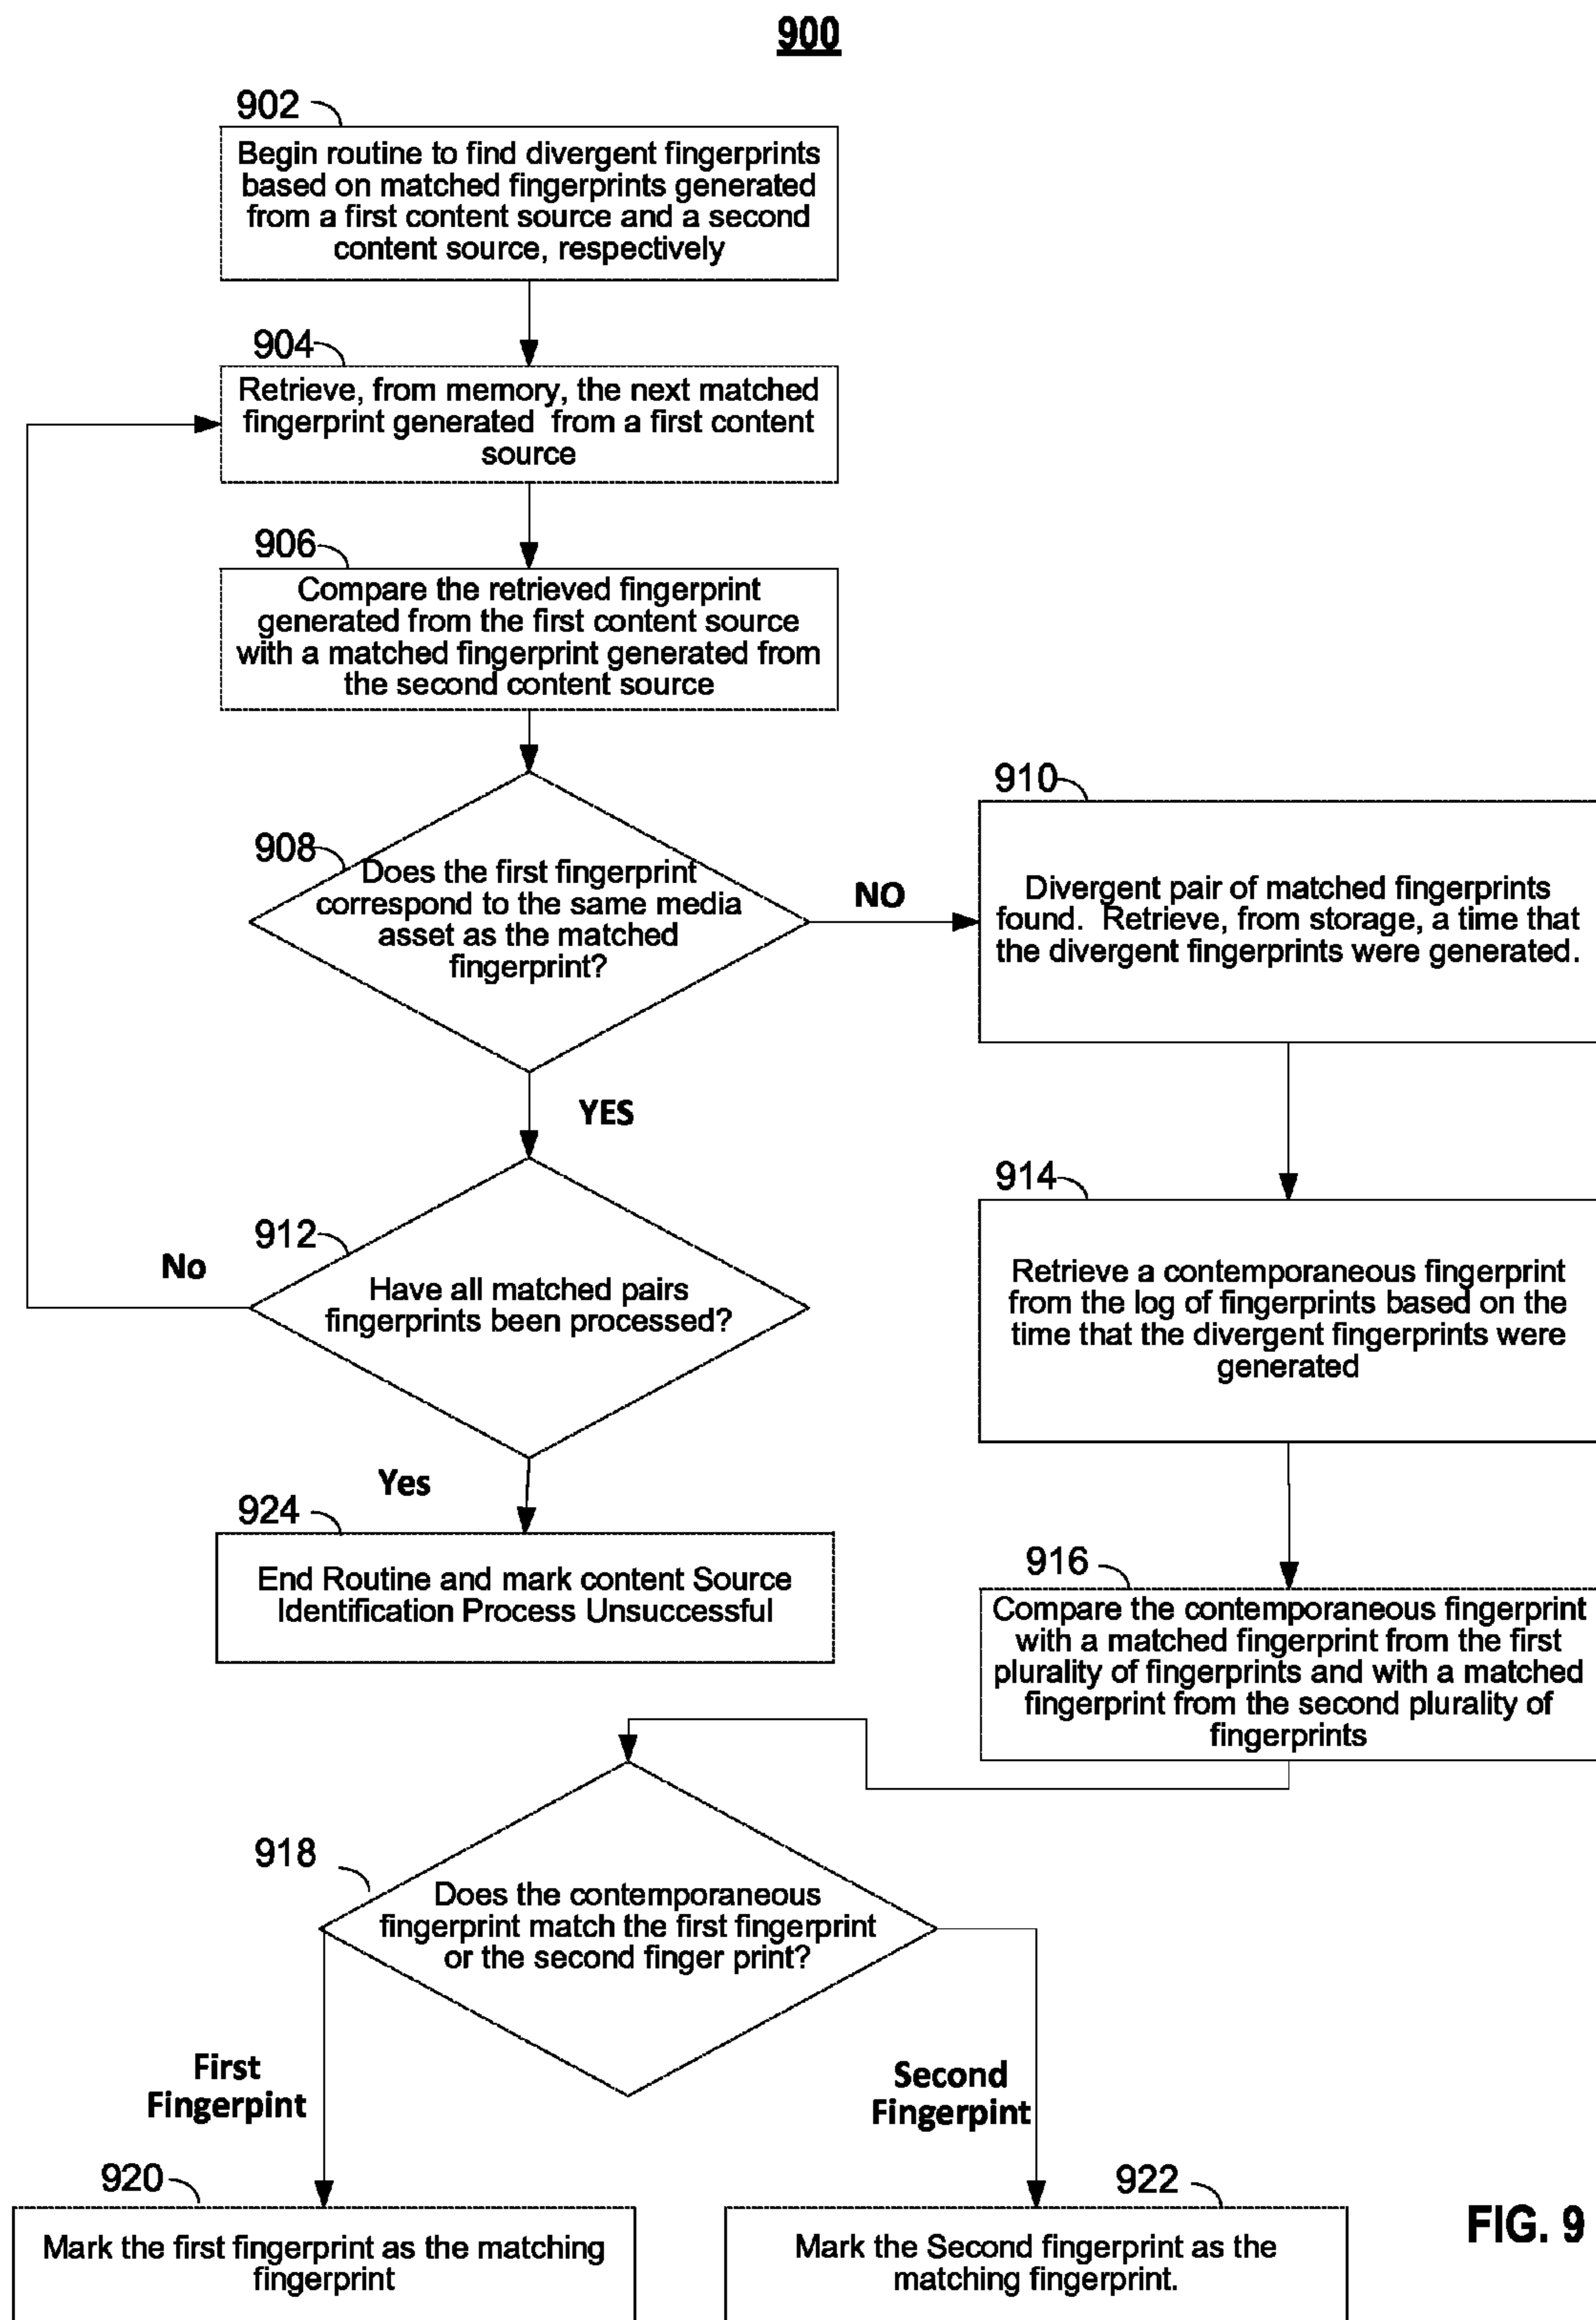 900
902
Begin routine to find divergent fingerprints
based on matched fingerprints generated
from a first content source and a second
content source, respectively
904
Retrieve, from memory, the next matched
fingerprint generated from a first content
source
906
Compare the retrieved fingerprint
generated from the first content source
with a matched fingerprint generated from
the second content source
908
Does the first fingerprint
correspond to the same media
asset as the matched
fingerprint?
NO
910
Divergent pair of matched fingerprints
found. Retrieve, from storage, a time that
the divergent fingerprints were generated.
YES
912
Have all matched pairs
fingerprints been processed?
No
Yes
914
Retrieve a contemporaneous fingerprint
from the log of fingerprints based on the
time that the divergent fingerprints were
generated
924
End Routine and mark content Source
Identification Process Unsuccessful
916
Compare the contemporaneous fingerprint
with a matched fingerprint from the first
plurality of fingerprints and with a matched
fingerprint from the second plurality of
fingerprints
918
Does the contemporaneous
fingerprint match the first fingerprint
or the second finger print?
First
Fingerpint
Second
Fingerpint
920
Mark the first fingerprint as the matching
fingerprint
922
Mark the Second fingerprint as the
matching fingerprint.
FIG. 9